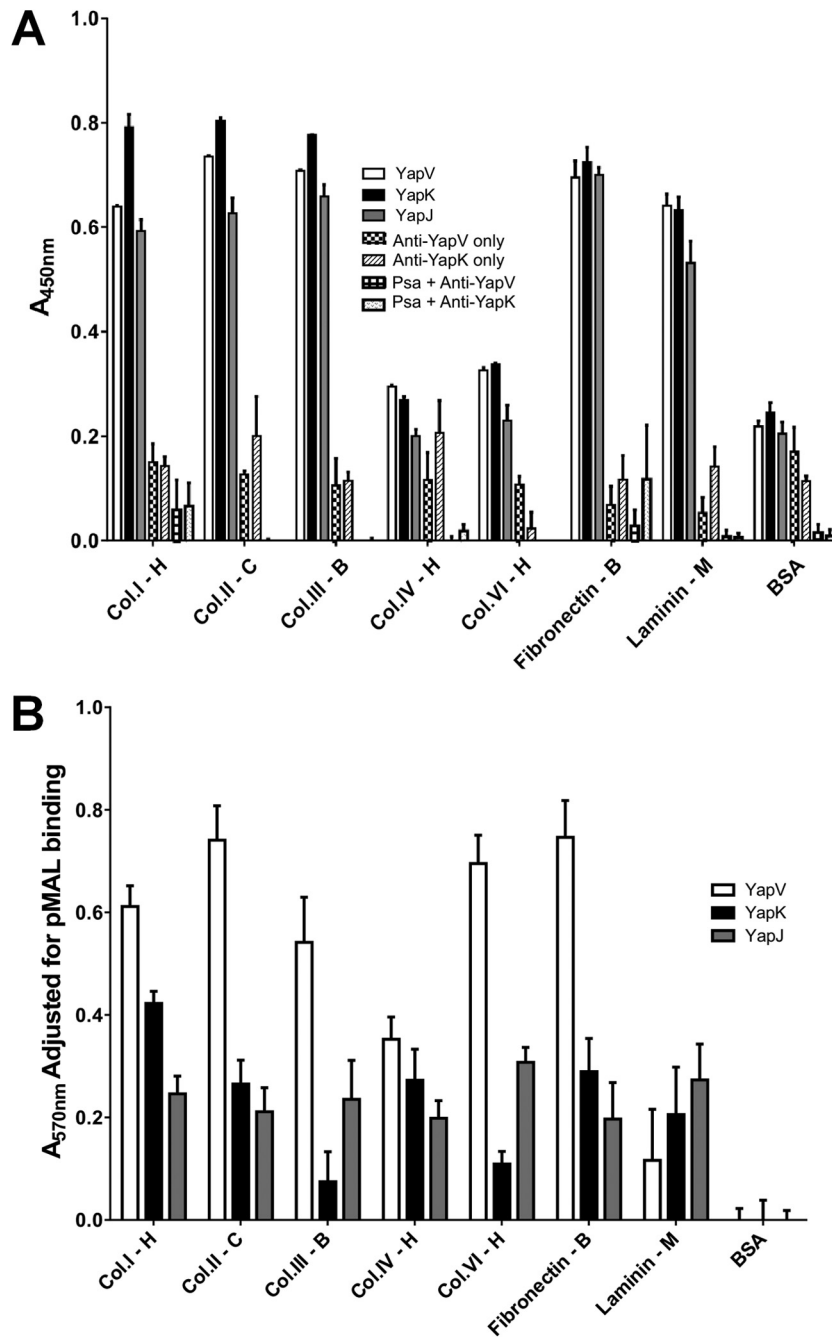 A
1.0
0.8
0.6
0.4
0.2
0.0
A450nm
YapV
YapK
YapJ
Anti-YapV only
Anti-YapK only
Psa + Anti-YapV
Psa + Anti-YapK
Col.I - H
Col.II - C
Col.III - B
Col.IV - H
Col.VI - H
Fibronectin - B
Laminin - M
BSA
B
1.0
0.8
0.6
0.4
0.2
0.0
A570nm Adjusted for pMAL binding
YapV
YapK
YapJ
Col.I - H
Col.II - C
Col.III - B
Col.IV - H
Col.VI - H
Fibronectin - B
Laminin - M
BSA